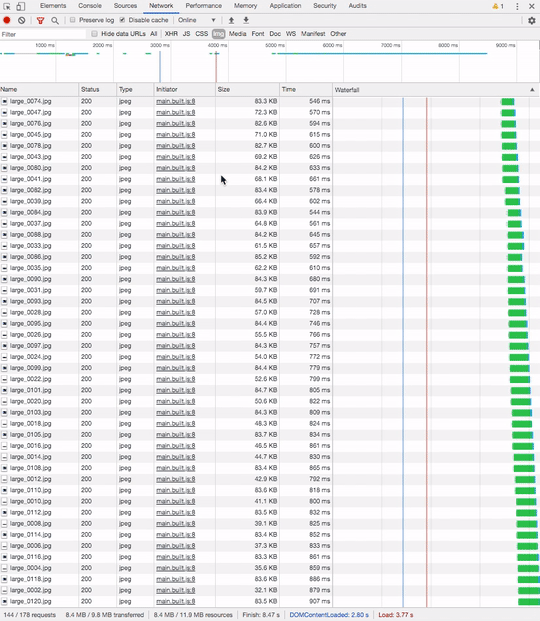 Elements Console Sources Network Performance Memory Application Security Audits
Preserve log Disable cache Online
Filter Hide data URLs All XHR JS CSS Img Media Font Doc WS Manifest Other
1000 ms 2000 ms 3000 ms 4000 ms 5000 ms 6000 ms 7000 ms 8000 ms 9000 ms
Name Status Type Initiator Size Time Waterfall
large_0074.jpg 200 jpeg main.built.js:8 83.3 KB 546 ms
large_0047.jpg 200 jpeg main.built.js:8 72.3 KB 570 ms
large_0076.jpg 200 jpeg main.built.js:8 82.6 KB 594 ms
large_0045.jpg 200 jpeg main.built.js:8 71.0 KB 615 ms
large_0078.jpg 200 jpeg main.built.js:8 82.7 KB 600 ms
large_0043.jpg 200 jpeg main.built.js:8 69.2 KB 626 ms
large_0080.jpg 200 jpeg main.built.js:8 84.2 KB 633 ms
large_0041.jpg 200 jpeg main.built.js:8 68.1 KB 661 ms
large_0082.jpg 200 jpeg main.built.js:8 83.4 KB 578 ms
large_0039.jpg 200 jpeg main.built.js:8 66.4 KB 602 ms
large_0084.jpg 200 jpeg main.built.js:8 83.9 KB 544 ms
large_0037.jpg 200 jpeg main.built.js:8 64.8 KB 561 ms
large_0088.jpg 200 jpeg main.built.js:8 84.2 KB 645 ms
large_0033.jpg 200 jpeg main.built.js:8 61.5 KB 657 ms
large_0086.jpg 200 jpeg main.built.js:8 85.2 KB 592 ms
large_0035.jpg 200 jpeg main.built.js:8 62.2 KB 610 ms
large_0090.jpg 200 jpeg main.built.js:8 84.3 KB 680 ms
large_0031.jpg 200 jpeg main.built.js:8 59.7 KB 691 ms
large_0093.jpg 200 jpeg main.built.js:8 84.5 KB 707 ms
large_0028.jpg 200 jpeg main.built.js:8 57.0 KB 728 ms
large_0095.jpg 200 jpeg main.built.js:8 84.4 KB 746 ms
large_0026.jpg 200 jpeg main.built.js:8 55.5 KB 766 ms
large_0097.jpg 200 jpeg main.built.js:8 84.3 KB 757 ms
large_0024.jpg 200 jpeg main.built.js:8 54.0 KB 772 ms
large_0099.jpg 200 jpeg main.built.js:8 84.4 KB 779 ms
large_0022.jpg 200 jpeg main.built.js:8 52.6 KB 799 ms
large_0101.jpg 200 jpeg main.built.js:8 84.7 KB 805 ms
large_0020.jpg 200 jpeg main.built.js:8 50.6 KB 822 ms
large_0103.jpg 200 jpeg main.built.js:8 84.3 KB 809 ms
large_0018.jpg 200 jpeg main.built.js:8 48.3 KB 824 ms
large_0105.jpg 200 jpeg main.built.js:8 83.7 KB 834 ms
large_0016.jpg 200 jpeg main.built.js:8 46.5 KB 861 ms
large_0014.jpg 200 jpeg main.built.js:8 44.7 KB 830 ms
large_0108.jpg 200 jpeg main.built.js:8 83.4 KB 865 ms
large_0012.jpg 200 jpeg main.built.js:8 42.9 KB 792 ms
large_0110.jpg 200 jpeg main.built.js:8 83.6 KB 818 ms
large_0010.jpg 200 jpeg main.built.js:8 41.1 KB 800 ms
large_0112.jpg 200 jpeg main.built.js:8 83.5 KB 832 ms
large_0008.jpg 200 jpeg main.built.js:8 39.1 KB 825 ms
large_0114.jpg 200 jpeg main.built.js:8 83.4 KB 852 ms
large_0006.jpg 200 jpeg main.built.js:8 37.3 KB 833 ms
large_0116.jpg 200 jpeg main.built.js:8 83.3 KB 861 ms
large_0004.jpg 200 jpeg main.built.js:8 35.6 KB 859 ms
large_0118.jpg 200 jpeg main.built.js:8 83.6 KB 886 ms
large_0002.jpg 200 jpeg main.built.js:8 32.1 KB 879 ms
large_0120.jpg 200 jpeg main.built.js:8 83.5 KB 907 ms
144 / 178 requests 8.4 MB / 9.8 MB transferred 8.4 MB / 11.9 MB resources Finish: 8.47 s DOMContentLoaded: 2.80 s Load: 3.77 s